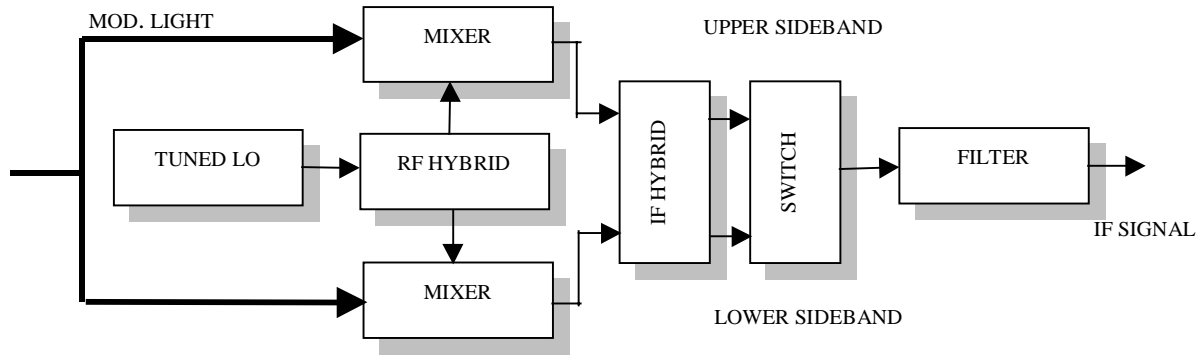 MOD. LIGHT
MIXER
UPPER SIDEBAND
TUNED LO
RF HYBRID
IF HYBRID
SWITCH
FILTER
IF SIGNAL
MIXER
LOWER SIDEBAND